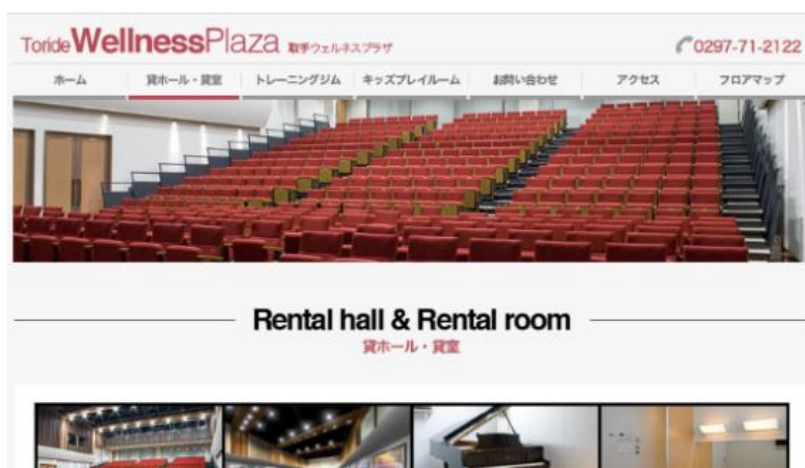 Toride WellnessPlaza 取手ウェルネスプラザ
0297-71-2122
ホーム 貸ホール・貸室 トレーニングジム キッズプレイルーム お問い合わせ アクセス フロアマップ
Rental hall & Rental room
貸ホール・貸室